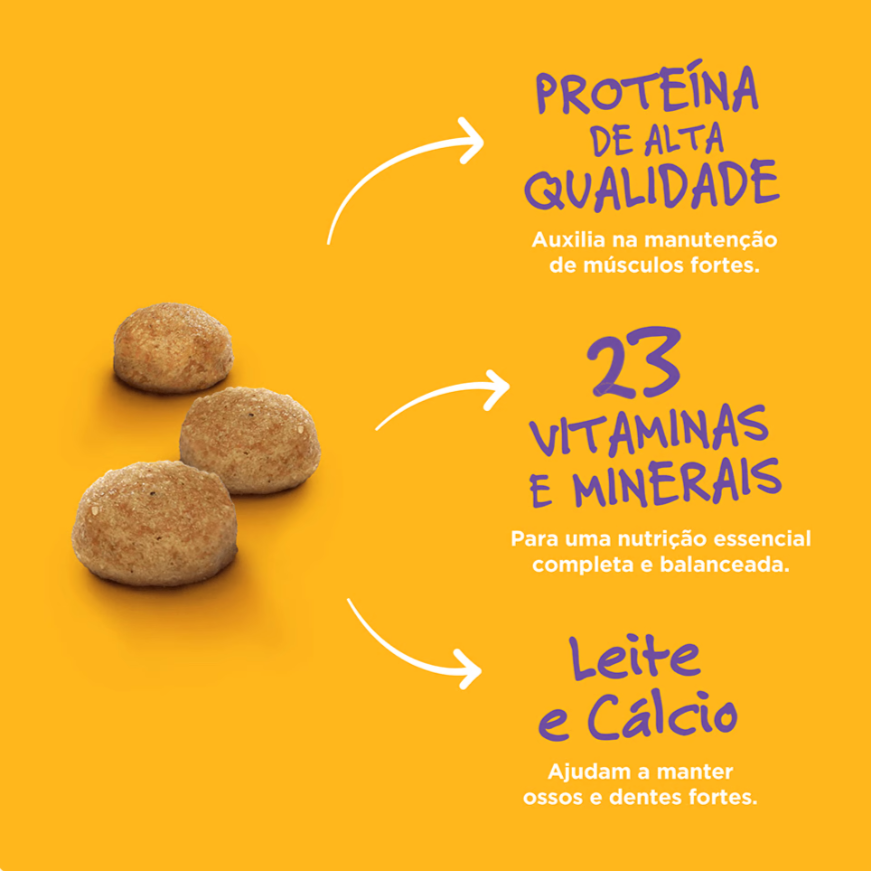 PROTEÍNA
DE ALTA
QUALIDADE
Auxilia na manutenção
de músculos fortes.
23
VITAMINAS
E MINERAIS
Para uma nutrição essencial
completa e balanceada.
Leite
e Cálcio
Ajudam a manter
ossos e dentes fortes.